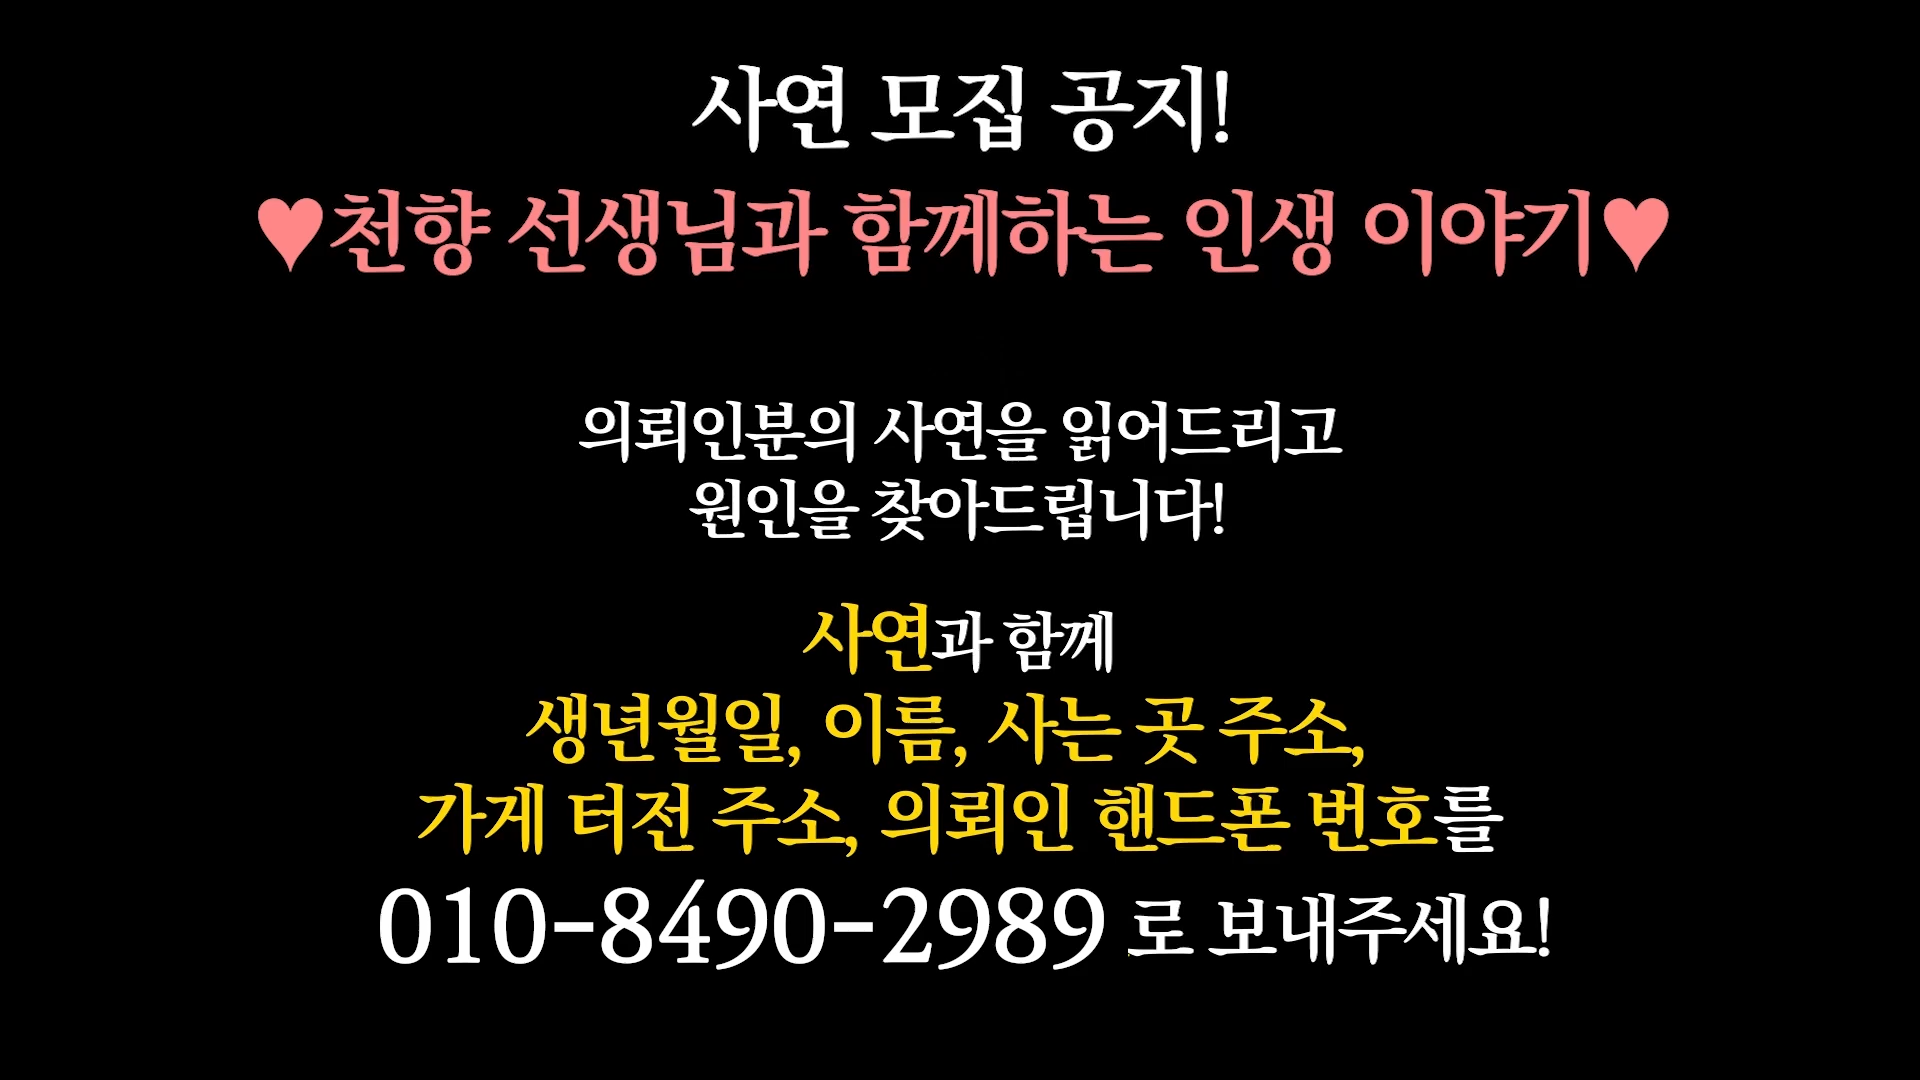 사연 모집 공지!
♥천향 선생님과 함께하는 인생 이야기♥
의뢰인분의 사연을 읽어드리고
원인을 찾아드립니다!
사연과 함께
생년월일, 이름, 사는 곳 주소,
가게 터전 주소, 의뢰인 핸드폰 번호를
010-8490-2989 로 보내주세요!